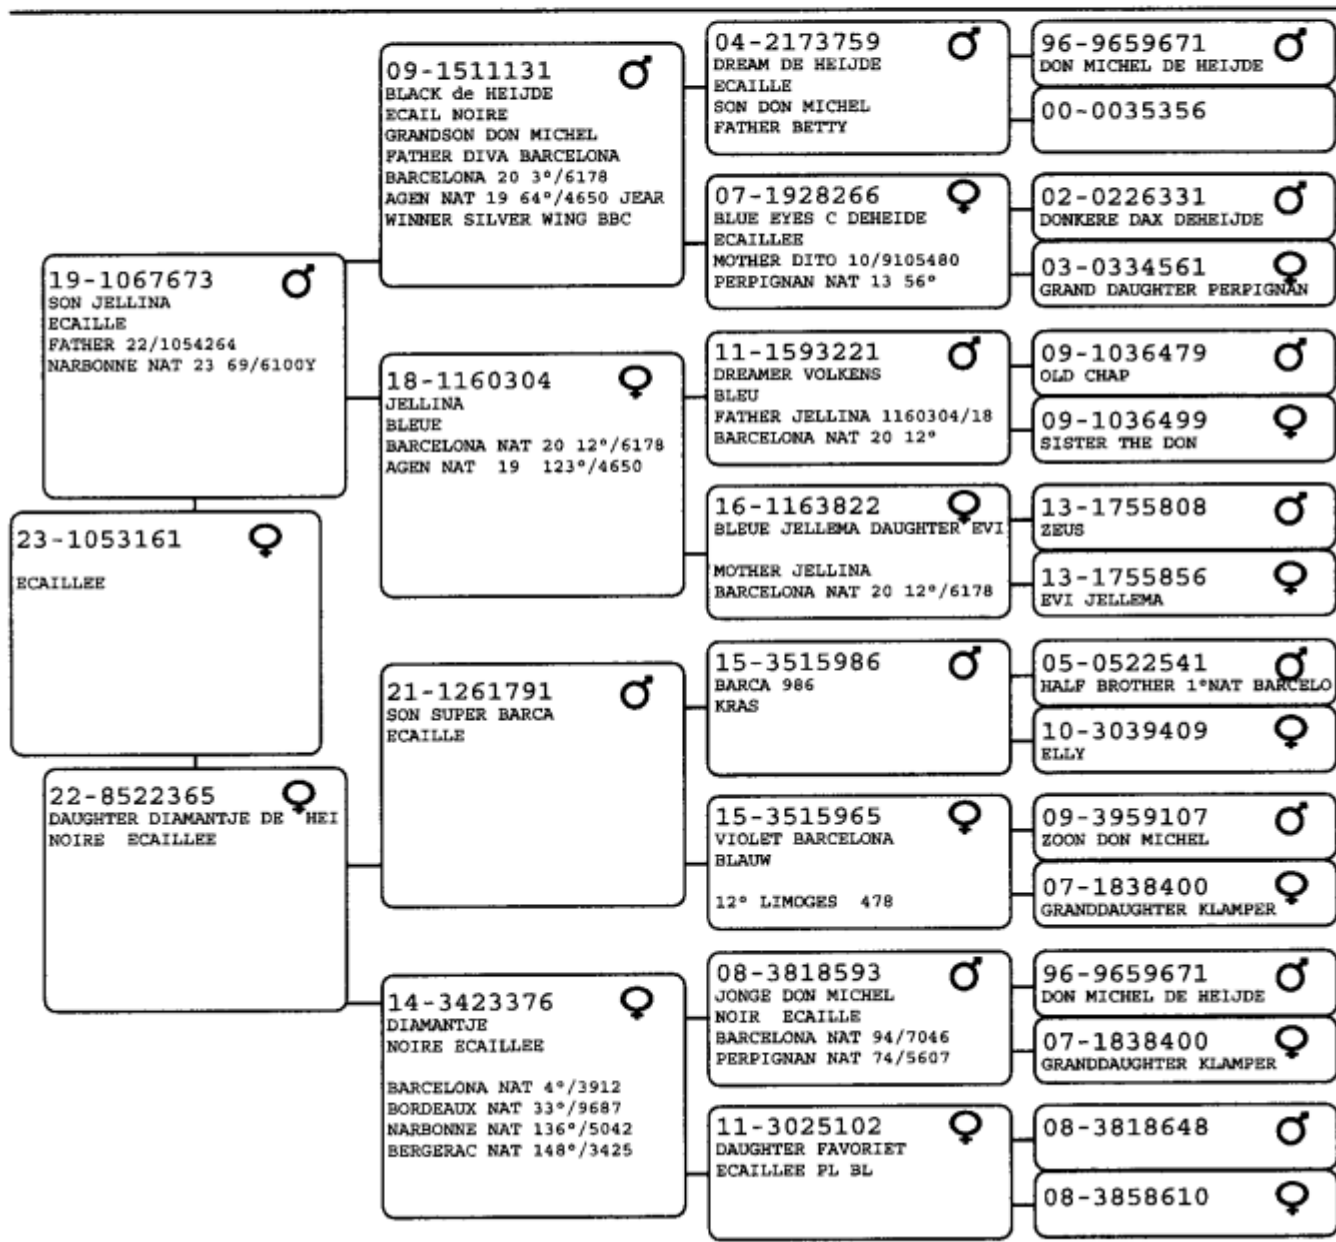 23-1053161
ECAILLEE
19-1067673
SON JELLINA
ECAILLE
FATHER 22/1054264
NARBONNE NAT 23 69/6100Y
22-8522365
DAUGHTER DIAMANTJE DE HEI
NOIRE ECAILLEE
09-1511131
BLACK de HEIJDE
ECAIL NOIRE
GRANDSON DON MICHEL
FATHER DIVA BARCELONA
BARCELONA 20 3°/6178
AGEN NAT 19 64°/4650 JEAR
WINNER SILVER WING BBC
18-1160304
JELLINA
BLEUE
BARCELONA NAT 20 12°/6178
AGEN NAT 19 123°/4650
21-1261791
SON SUPER BARCA
ECAILLE
14-3423376
DIAMANTJE
NOIRE ECAILLEE
BARCELONA NAT 4°/3912
BORDEAUX NAT 33°/9687
NARBONNE NAT 136°/5042
BERGERAC NAT 148°/3425
04-2173759
DREAM DE HEIJDE
ECAILLE
SON DON MICHEL
FATHER BETTY
07-1928266
BLUE EYES C DEHEIDE
ECAILLEE
MOTHER DITO 10/9105480
PERPIGNAN NAT 13 56°
11-1593221
DREAMER VOLKENS
BLEU
FATHER JELLINA 1160304/18
BARCELONA NAT 20 12°
16-1163822
BLEUE JELLEMA DAUGHTER EVI
MOTHER JELLINA
BARCELONA NAT 20 12°/6178
15-3515986
BARCA 986
KRAS
15-3515965
VIOLET BARCELONA
BLAUW
12° LIMOGES 478
08-3818593
JONGE DON MICHEL
NOIR ECAILLE
BARCELONA NAT 94/7046
PERPIGNAN NAT 74/5607
11-3025102
DAUGHTER FAVORIET
ECAILLEE PL BL
96-9659671
DON MICHEL DE HEIJDE
00-0035356
02-0226331
DONKERE DAX DEHEIJDE
03-0334561
GRAND DAUGHTER PERPIGNAN
09-1036479
OLD CHAP
09-1036499
SISTER THE DON
13-1755808
ZEUS
13-1755856
EVI JELLEMA
05-0522541
HALF BROTHER 1°NAT BARCELO
10-3039409
ELLY
09-3959107
ZOON DON MICHEL
07-1838400
GRANDDAUGHTER KLAMPER
96-9659671
DON MICHEL DE HEIJDE
07-1838400
GRANDDAUGHTER KLAMPER
08-3818648
08-3858610